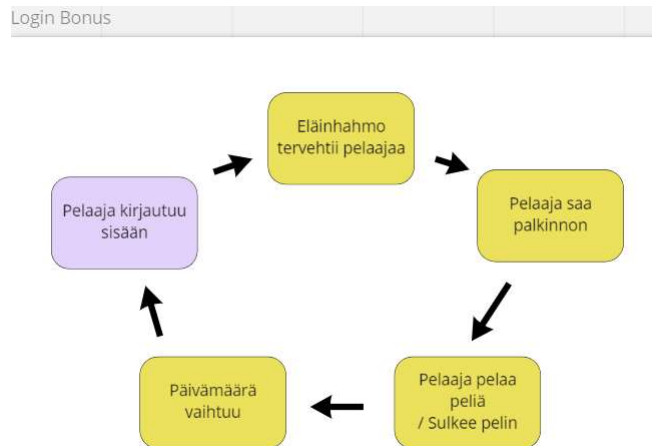 Login Bonus
Eläinhahmo
tervehtii pelaajaa
Pelaaja saa
palkinnon
Pelaaja pelaa
peliä
/ Sulkee pelin
Päivämäärä
vaihtuu
Pelaaja kirjautuu
sisään